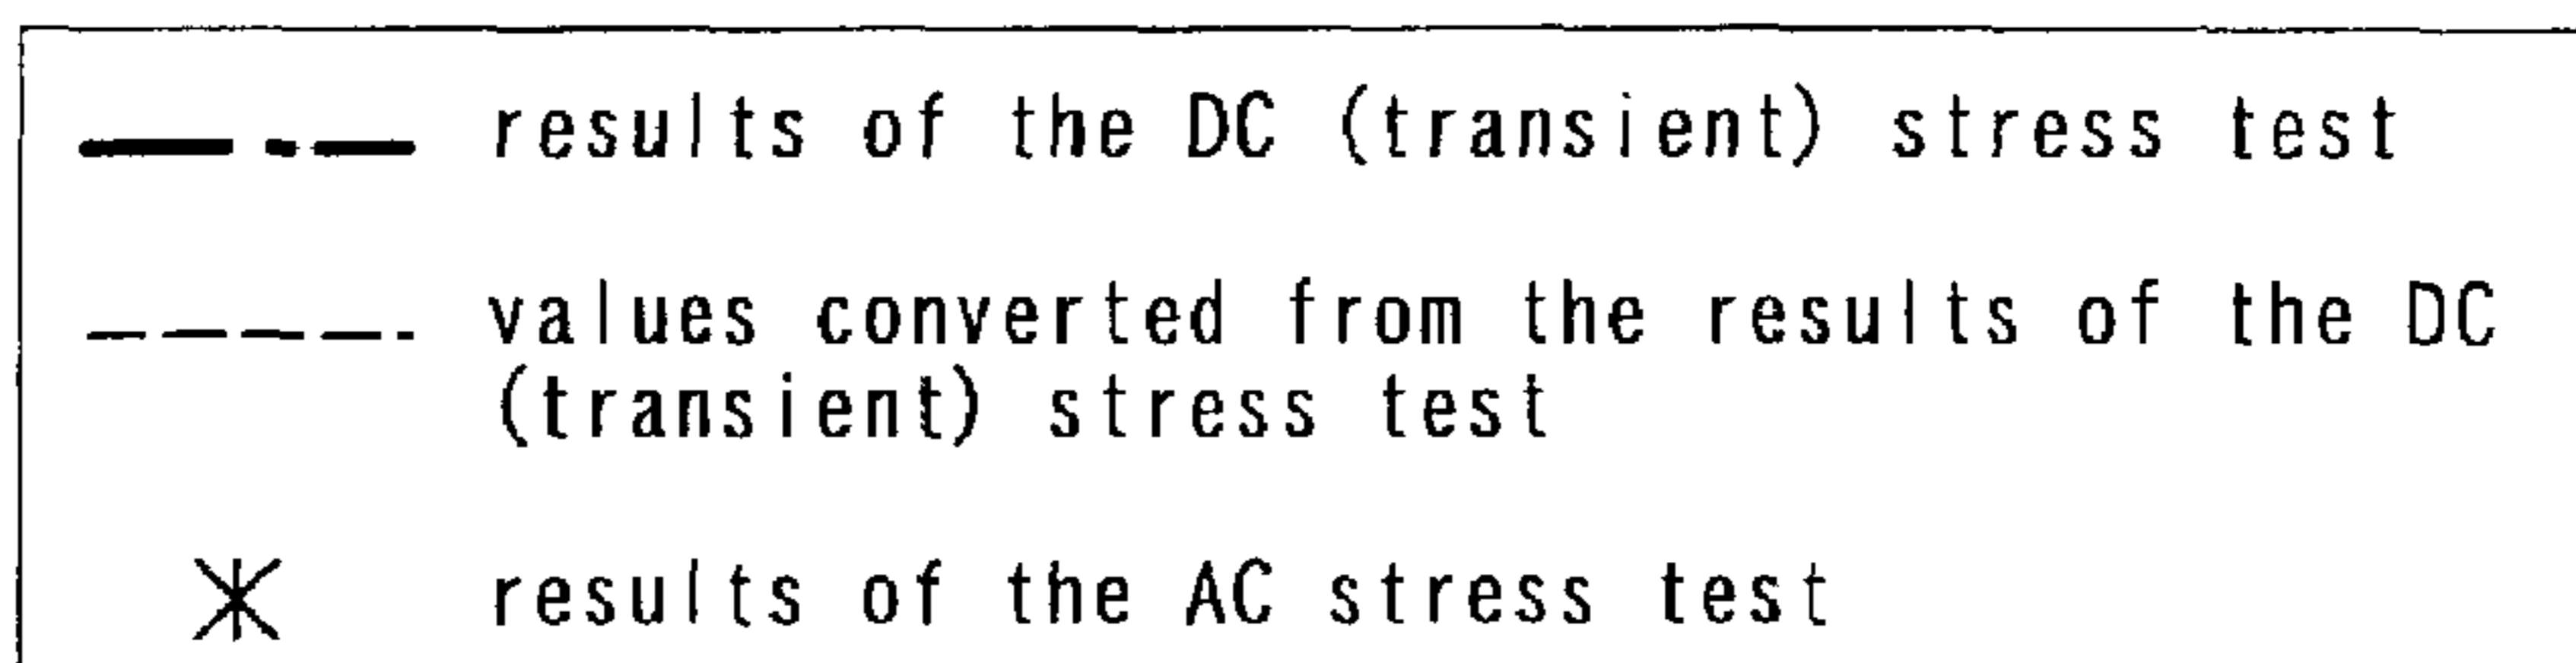 results of the DC (transient) stress test
values converted from the results of the DC
(transient) stress test
results of the AC stress test